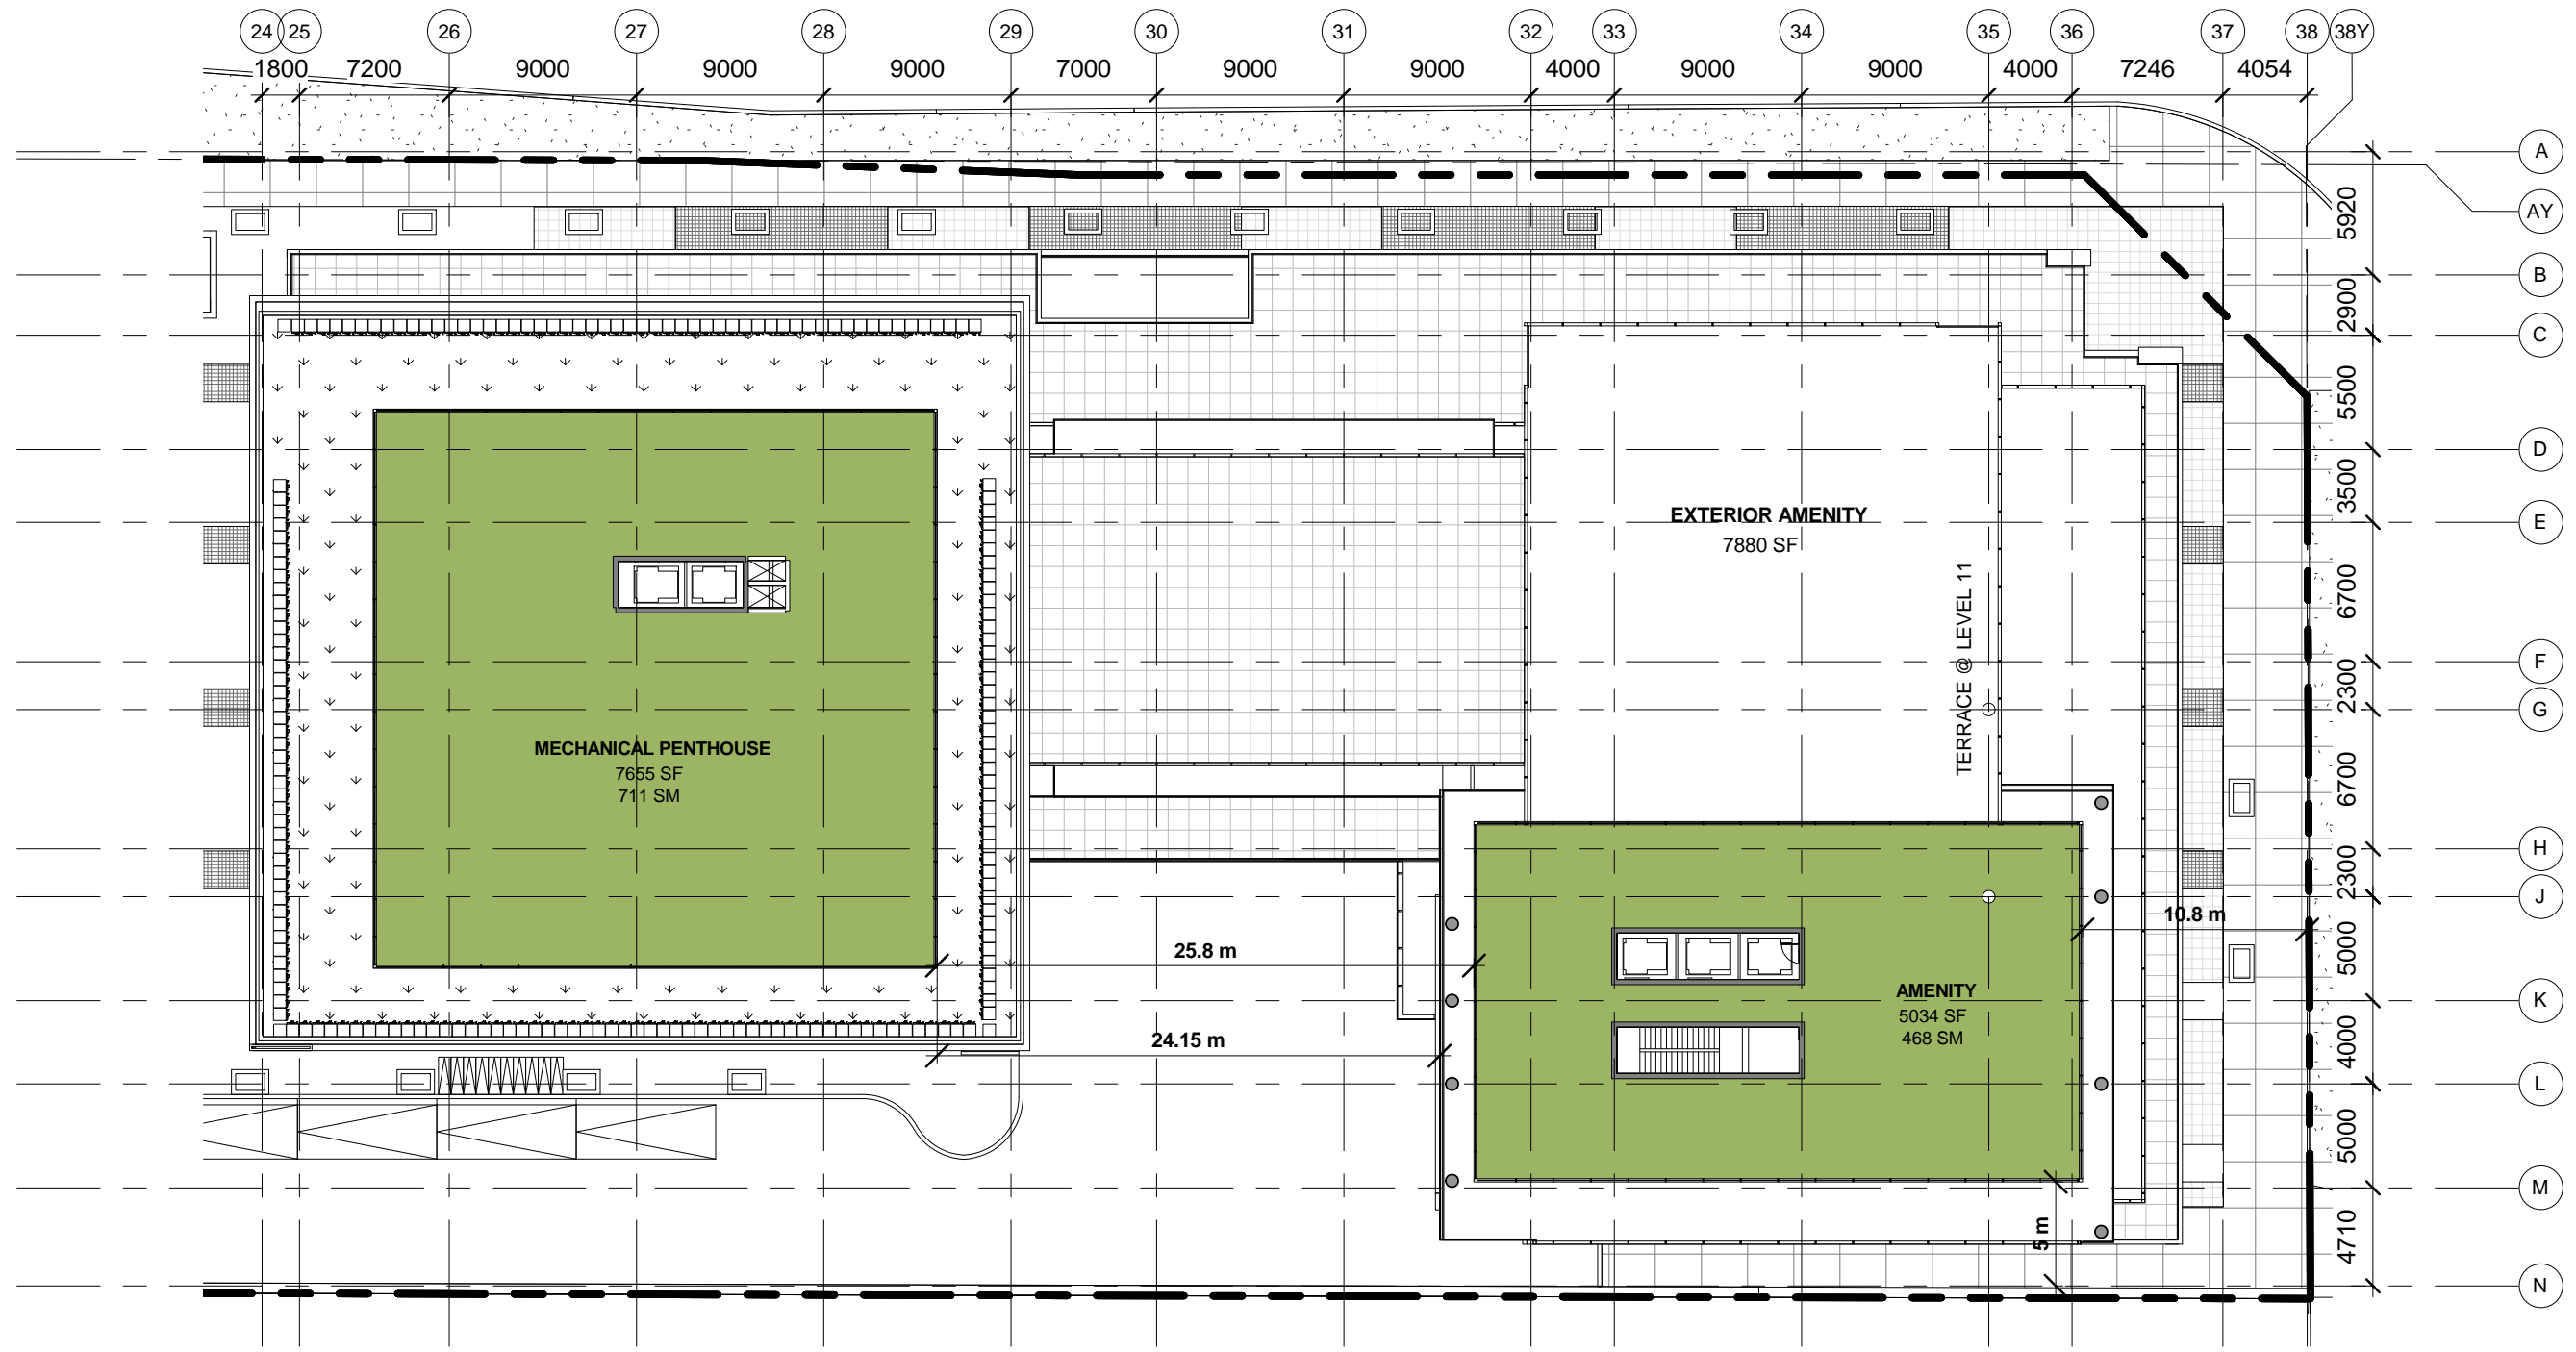 24 25 26 27 28 29 30 31 32 33 34 35 36 37 38 38Y
1800 7200 9000 9000 9000 7000 9000 9000 4000 9000 9000 4000 7246 4054
A
AY
5920
B
2900
C
5500
D
3500
E
6700
F
2300
G
6700
H
2300
J
5000
K
4000
L
5000
M
4710
N
EXTERIOR AMENITY
7880 SF
TERRACE @ LEVEL 11
MECHANICAL PENTHOUSE
7655 SF
711 SM
10.8 m
25.8 m
24.15 m
AMENITY
5034 SF
468 SM
5 m